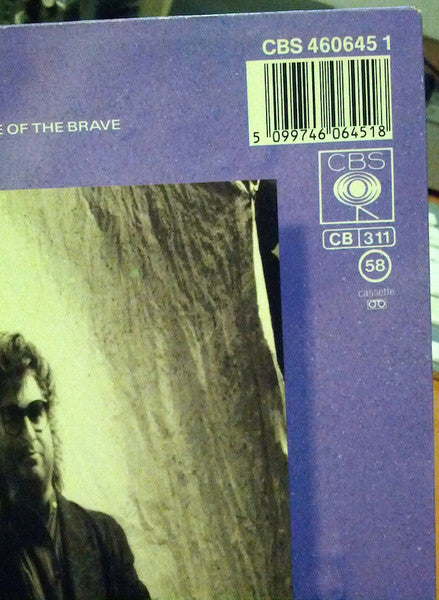 CBS 460645 1
5 099746 064518
E OF THE BRAVE
CBS
CB 311
58
cassette